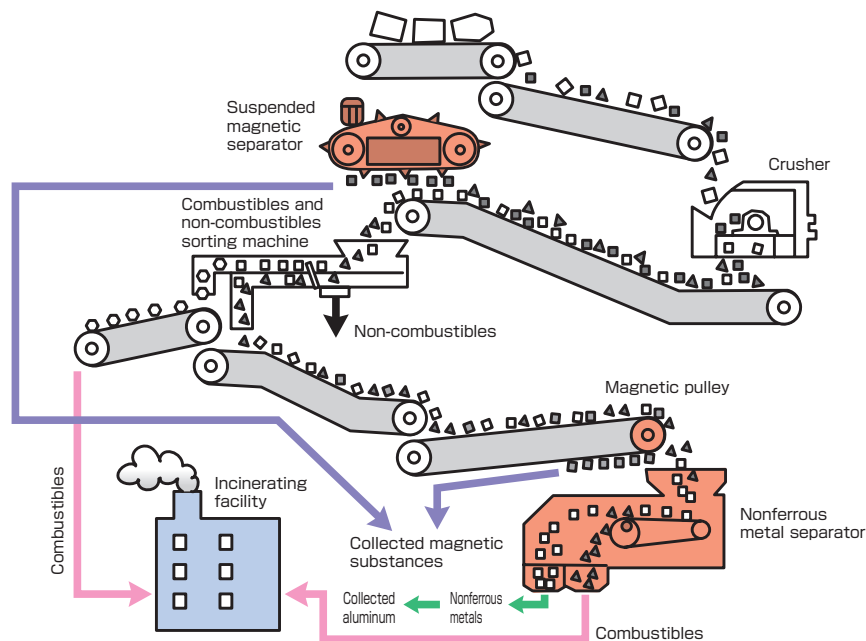 Suspended
magnetic
separator
Crusher
Combustibles and
non-combustibles
sorting machine
Non-combustibles
Magnetic pulley
Combustibles
Incinerating
facility
Nonferrous
metal separator
Collected magnetic
substances
Collected
aluminum
Nonferrous
metals
Combustibles